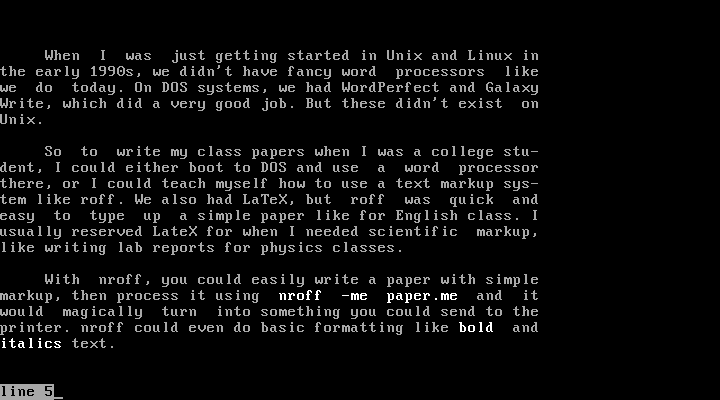 When I was just getting started in Unix and Linux in
the early 1990s, we didn't have fancy word processors like
we do today. On DOS systems, we had WordPerfect and Galaxy
Write, which did a very good job. But these didn't exist on
Unix.
So to write my class papers when I was a college stu-
dent, I could either boot to DOS and use a word processor
there, or I could teach myself how to use a text markup sys-
tem like roff. We also had LaTeX, but roff was quick and
easy to type up a simple paper like for English class. I
usually reserved LateX for when I needed scientific markup,
like writing lab reports for physics classes.
With nroff, you could easily write a paper with simple
markup, then process it using nroff -me paper.me and it
would magically turn into something you could send to the
printer. nroff could even do basic formatting like bold and
italics text.
line 5